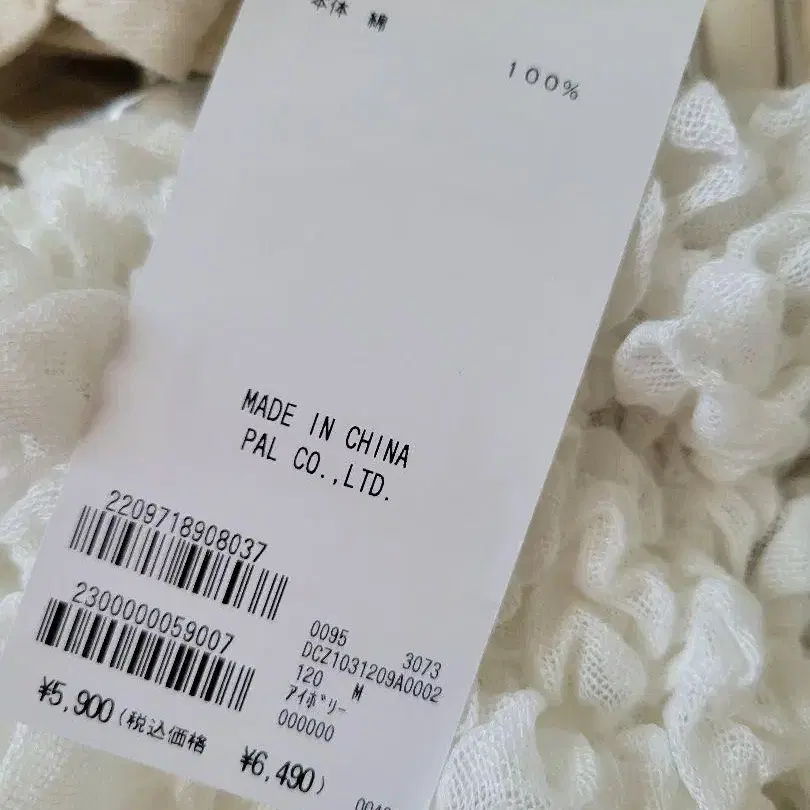 本体 綿
100%
MADE IN CHINA
PAL CO.,LTD.
2209718908037
2300000059007
0095 3073
DCZ1031209A0002
120 M
アイボリー
000000
¥5,900(税込価格 ¥6,490)